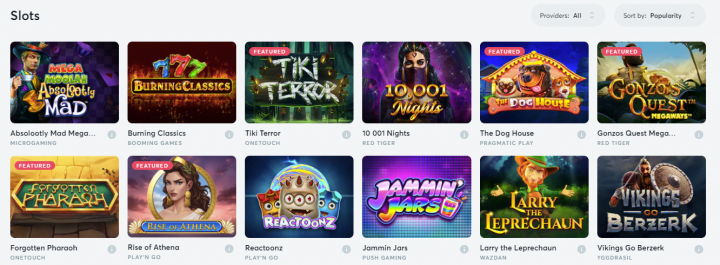 Slots
Providers: All
Sort by: Popularity
MEGA
MOOLAH
Absolootly
MAD
777
BURNING CLASSICS
FEATURED
TIKI
TERROR
10,001
Nights
FEATURED
THE DOG HOUSE
FEATURED
GONZO'S
QUEST
MEGAWAYS™
Absolootly Mad Mega...
MICROGAMING
Burning Classics
BOOMING GAMES
Tiki Terror
ONETOUCH
10 001 Nights
RED TIGER
The Dog House
PRAGMATIC PLAY
Gonzos Quest Mega...
RED TIGER
FEATURED
FORGOTTEN
PHARAOH
FEATURED
RISE OF ATHENA
REACTOONZ
JAMMIN'
JARS
LARRY
THE
LEPRECHAUN
VIKINGS
GO
BERZERK
Forgotten Pharaoh
ONETOUCH
Rise of Athena
PLAY'N GO
Reactoonz
PLAY'N GO
Jammin Jars
PUSH GAMING
Larry the Leprechaun
WAZDAN
Vikings Go Berzerk
YGGDRASIL